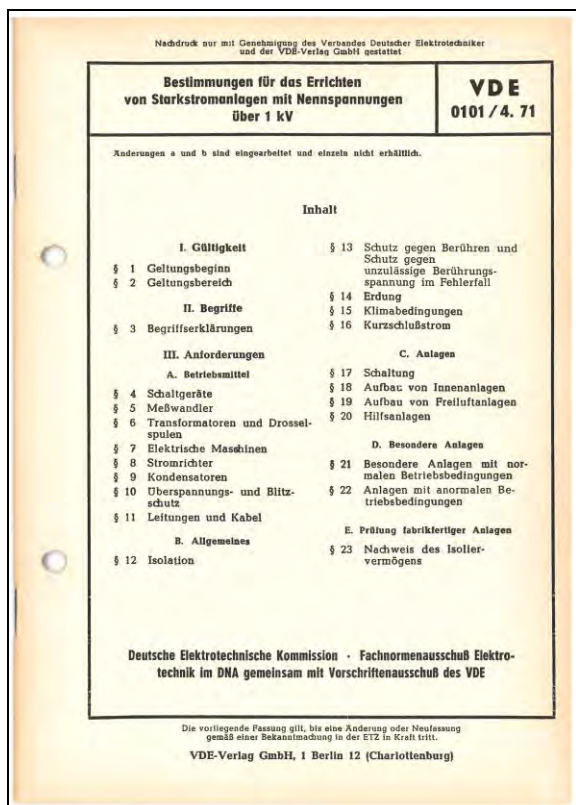 Nachdruck nur mit Genehmigung des Verbandes Deutscher Elektrotechniker
und der VDE-Verlag GmbH gestattet
Bestimmungen für das Errichten
von Starkstromanlagen mit Nennspannungen
über 1 kV
VDE
0101/4. 71
Änderungen a und b sind eingearbeitet und einzeln nicht erhältlich.
Inhalt
I. Gültigkeit
§ 1 Geltungsbeginn
§ 2 Geltungsbereich
II. Begriffe
§ 3 Begriffserklärungen
III. Anforderungen
A. Betriebsmittel
§ 4 Schaltgeräte
§ 5 Meßwandler
§ 6 Transformatoren und Drossel-
spulen
§ 7 Elektrische Maschinen
§ 8 Stromrichter
§ 9 Kondensatoren
§ 10 Überspannungs- und Blitz-
schutz
§ 11 Leitungen und Kabel
B. Allgemeines
§ 12 Isolation
§ 13 Schutz gegen Berühren und
Schutz gegen
unzulässige Berührungs-
spannung im Fehlerfall
§ 14 Erdung
§ 15 Klimabedingungen
§ 16 Kurzschlußstrom
C. Anlagen
§ 17 Schaltung
§ 18 Aufbau von Innenanlagen
§ 19 Aufbau von Freiluftanlagen
§ 20 Hilfsanlagen
D. Besondere Anlagen
§ 21 Besondere Anlagen mit nor-
malen Betriebsbedingungen
§ 22 Anlagen mit anormalen Be-
triebsbedingungen
E. Prüfung fabrikfertiger Anlagen
§ 23 Nachweis des Isolier-
vermögens
Deutsche Elektrotechnische Kommission · Fachnormenausschuß Elektro-
technik im DNA gemeinsam mit Vorschriftenausschuß des VDE
Die vorliegende Fassung gilt, bis eine Änderung oder Neufassung
gemäß einer Bekanntmachung in der ETZ in Kraft tritt.
VDE-Verlag GmbH, 1 Berlin 12 (Charlottenburg)